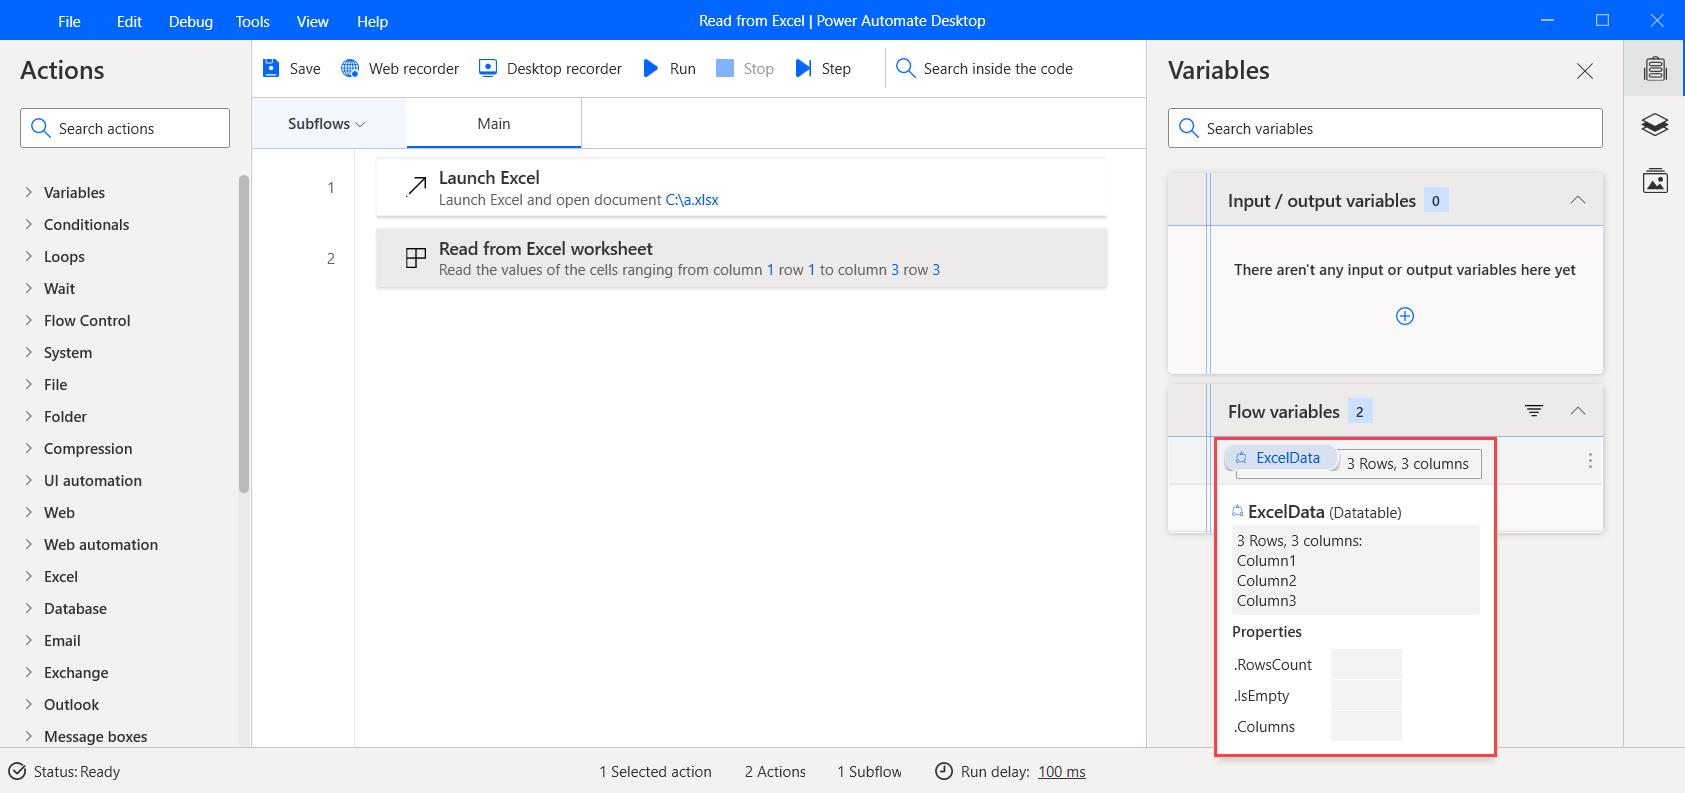 File Edit Debug Tools View Help Read from Excel | Power Automate Desktop
Actions
Search actions
Variables
Conditionals
Loops
Wait
Flow Control
System
File
Folder
Compression
UI automation
Web
Web automation
Excel
Database
Email
Exchange
Outlook
Message boxes
Save Web recorder Desktop recorder Run Stop Step Search inside the code
Subflows Main
1 Launch Excel
Launch Excel and open document C:\a.xlsx
2 Read from Excel worksheet
Read the values of the cells ranging from column 1 row 1 to column 3 row 3
Variables
Search variables
Input / output variables 0
There aren't any input or output variables here yet
Flow variables 2
ExcelData 3 Rows, 3 columns
ExcelData (Datatable)
3 Rows, 3 columns:
Column1
Column2
Column3
Properties
.RowsCount
.IsEmpty
.Columns
Status: Ready 1 Selected action 2 Actions 1 Subflow Run delay: 100 ms